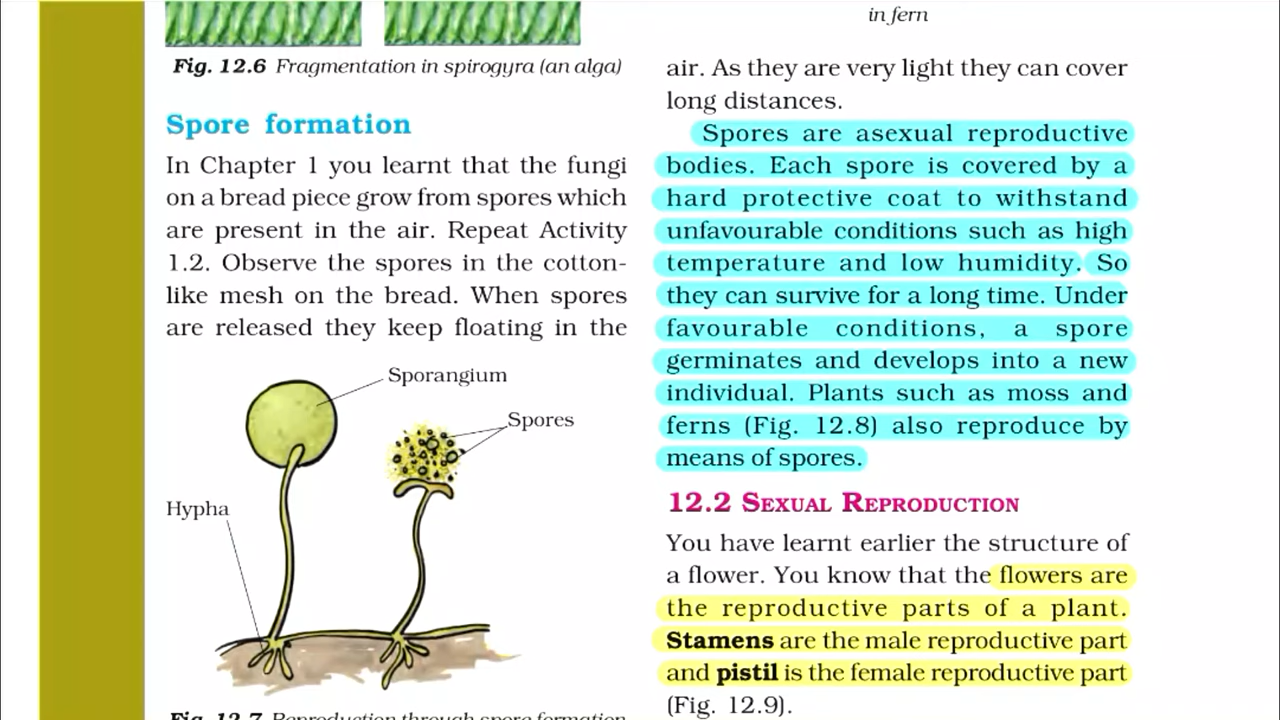 Fig. 12.6 Fragmentation in spirogyra (an alga)
Spore formation
In Chapter 1 you learnt that the fungi
on a bread piece grow from spores which
are present in the air. Repeat Activity
1.2. Observe the spores in the cotton-
like mesh on the bread. When spores
are released they keep floating in the
Sporangium
Spores
Hypha
Fig. 12.7 Reproduction through spore formation
in fern
air. As they are very light they can cover
long distances.
Spores are asexual reproductive
bodies. Each spore is covered by a
hard protective coat to withstand
unfavourable conditions such as high
temperature and low humidity. So
they can survive for a long time. Under
favourable conditions, a spore
germinates and develops into a new
individual. Plants such as moss and
ferns (Fig. 12.8) also reproduce by
means of spores.
12.2 SEXUAL REPRODUCTION
You have learnt earlier the structure of
a flower. You know that the flowers are
the reproductive parts of a plant.
Stamens are the male reproductive part
and pistil is the female reproductive part
(Fig. 12.9).